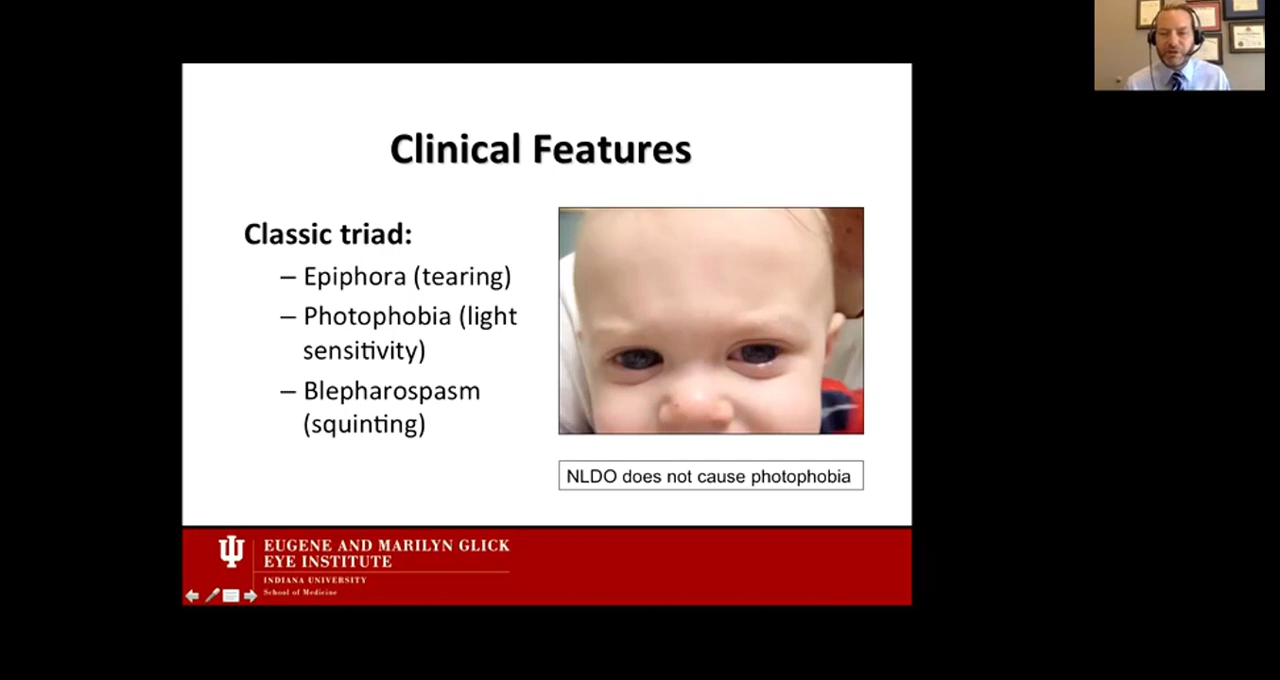 Clinical Features
Classic triad:
– Epiphora (tearing)
– Photophobia (light
sensitivity)
– Blepharospasm
(squinting)
NLDO does not cause photophobia
EUGENE AND MARILYN GLICK
EYE INSTITUTE
INDIANA UNIVERSITY
School of Medicine